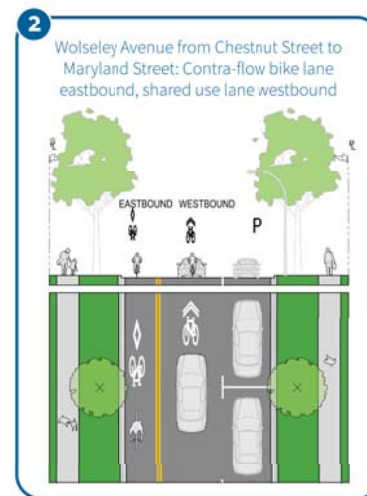 2
Wolseley Avenue from Chestnut Street to
Maryland Street: Contra-flow bike lane
eastbound, shared use lane westbound
EASTBOUND WESTBOUND
P